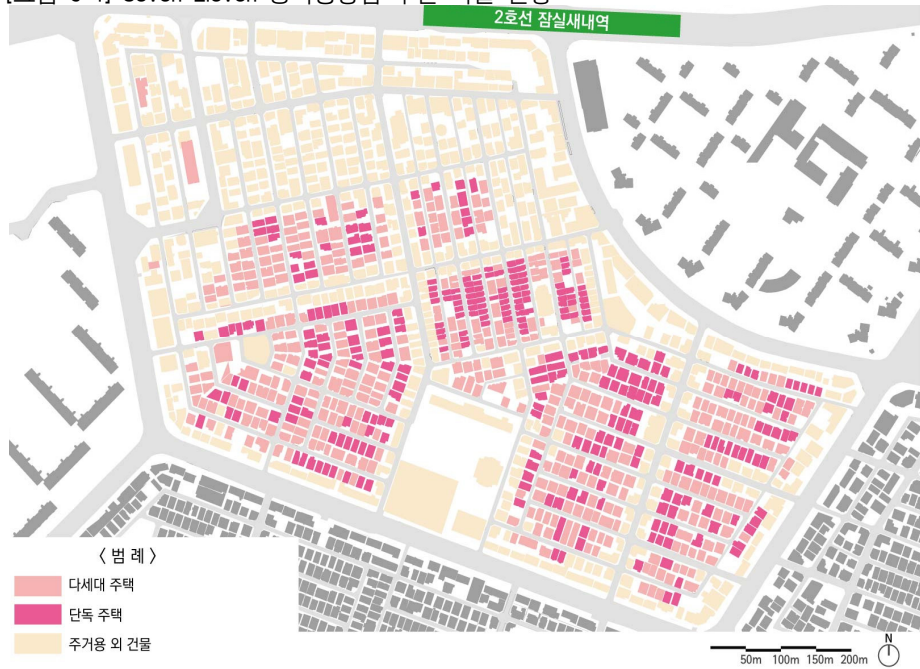 2호선 잠실새내역
〈 범 례 〉
다세대 주택
단독 주택
주거용 외 건물
50m 100m 150m 200m
N